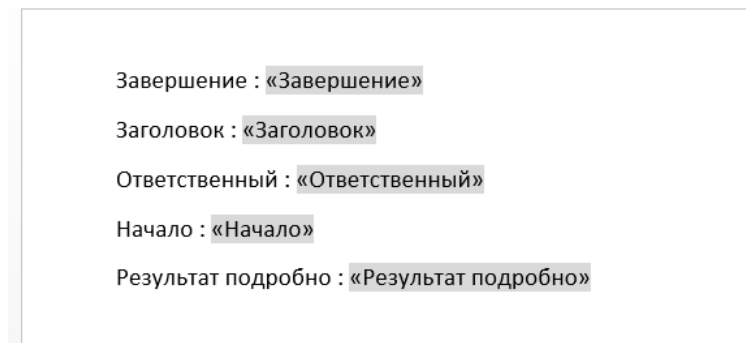 Завершение : «Завершение»
Заголовок : «Заголовок»
Ответственный : «Ответственный»
Начало : «Начало»
Результат подробно : «Результат подробно»